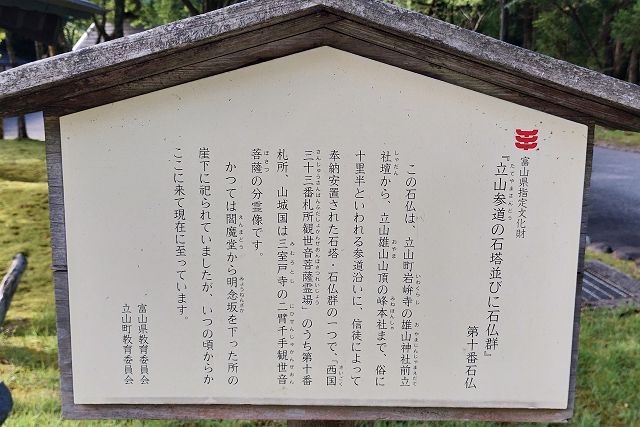 富山県指定文化財
『立山参道の石塔並びに石仏群』
第十番石仏
この石仏は、立山町岩峅寺の雄山神社前立
社壇から、立山雄山山頂の峰本社まで、俗に
十里半といわれる参道沿いに、信徒によって
奉納安置された石塔・石仏群の一つで、「西国
三十三番札所観世音菩薩霊場」のうち第十番
札所、山城国は三室戸寺の二臂千手観世音
菩薩の分霊像です。
かつては閻魔堂から明念坂を下った所の
崖下に祀られていましたが、いつの頃からか
ここに来て現在に至っています。
富山県教育委員会
立山町教育委員会